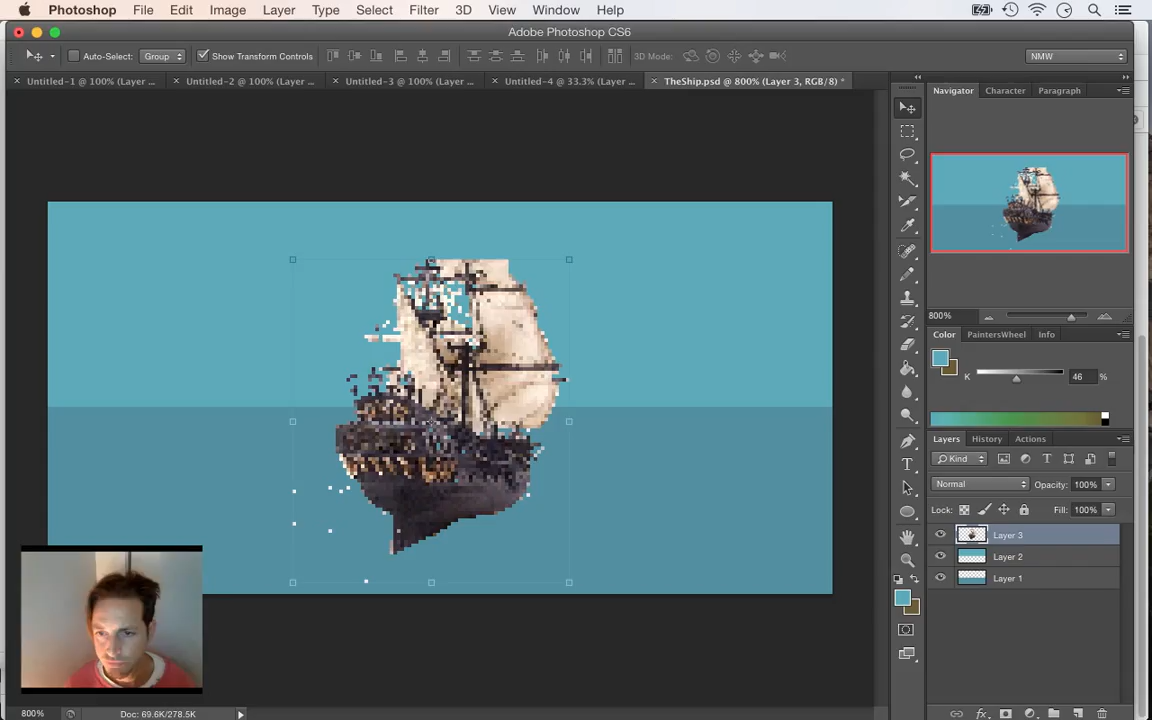 Photoshop File Edit Image Layer Type Select Filter 3D View Window Help
Adobe Photoshop CS6
Auto-Select: Group Show Transform Controls 3D Mode: NMW
Untitled-1 @ 100% (Layer ... Untitled-2 @ 100% (Layer ... Untitled-3 @ 100% (Layer ... Untitled-4 @ 33.3% (Layer ... TheShip.psd @ 800% (Layer 3, RGB/8) *
Navigator Character Paragraph
800%
Color PaintersWheel Info
K 46 %
Layers History Actions
Kind
Normal Opacity: 100%
Lock: Fill: 100%
Layer 3
Layer 2
Layer 1
800% Doc: 69.6K/278.5K